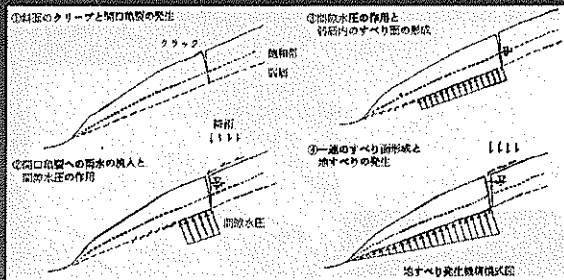 ①斜面のクリープと開口亀裂の発生
クラック
飽和部
弱層
降雨
②開口亀裂への雨水の流入と
間隙水圧の作用
間隙水圧
③間隙水圧の作用と
弱層内のすべり面の形成
④一連のすべり面形成と
地すべりの発生
地すべり発生機構模式図